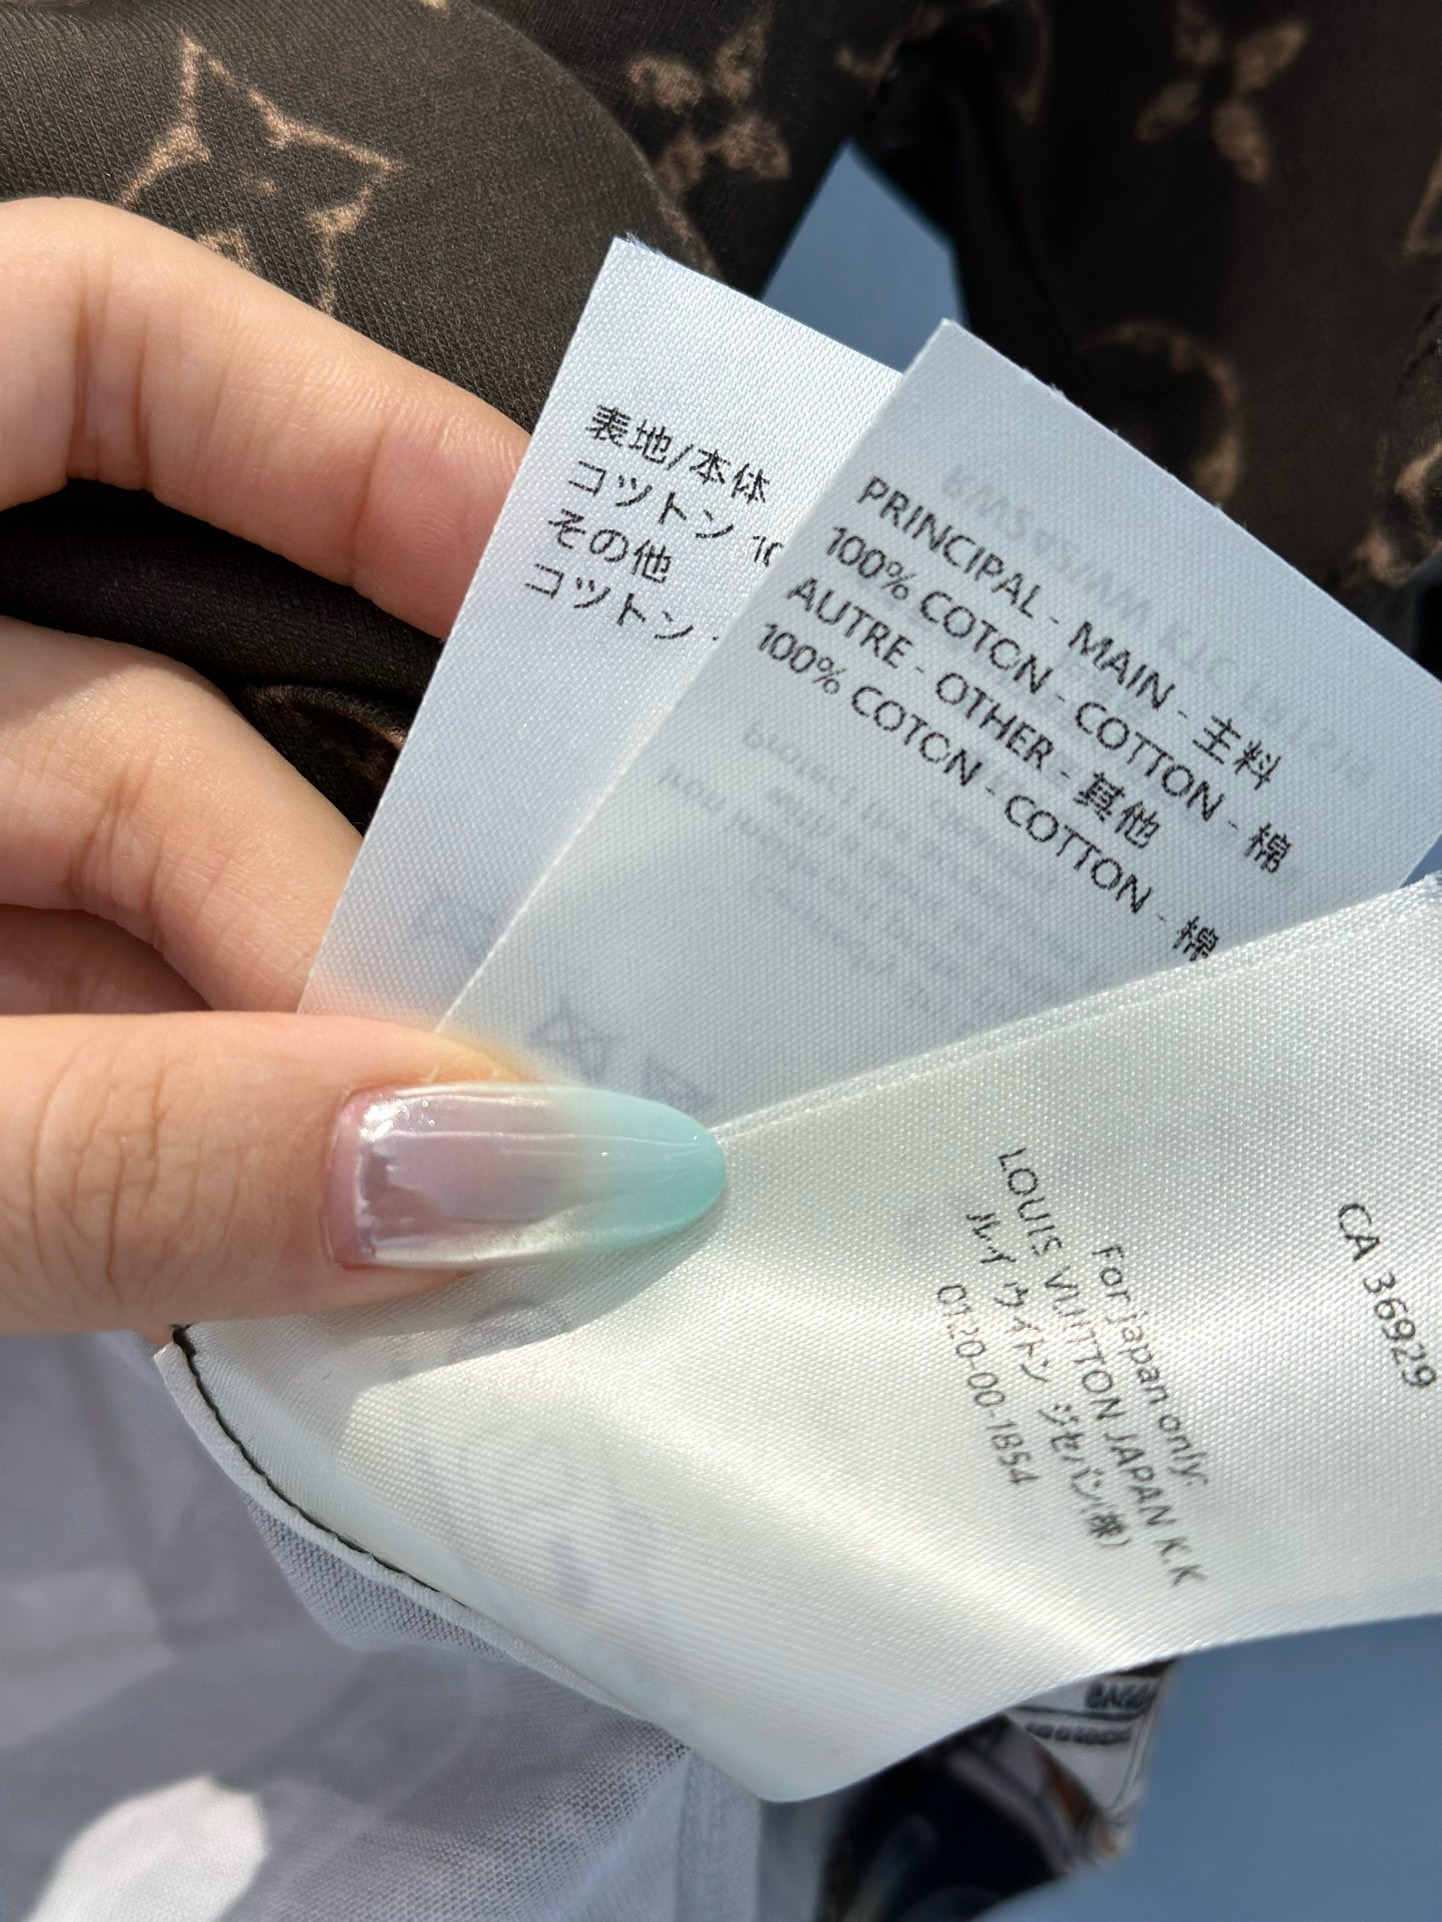 表地/本体
コットン 10
その他
コットン
PRINCIPAL - MAIN - 主料
100% COTON - COTTON - 棉
AUTRE - OTHER - 其他
100% COTON - COTTON - 棉
For japan only:
LOUIS VUITTON JAPAN K.K
ルイ ヴィトン ジャパン(株)
0120-00-1854
CA 36929